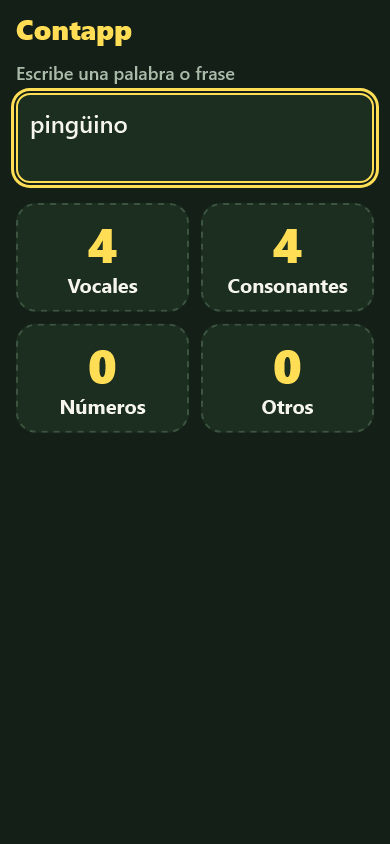 Contapp
Escribe una palabra o frase
pingüino
4
Vocales
4
Consonantes
0
Números
0
Otros